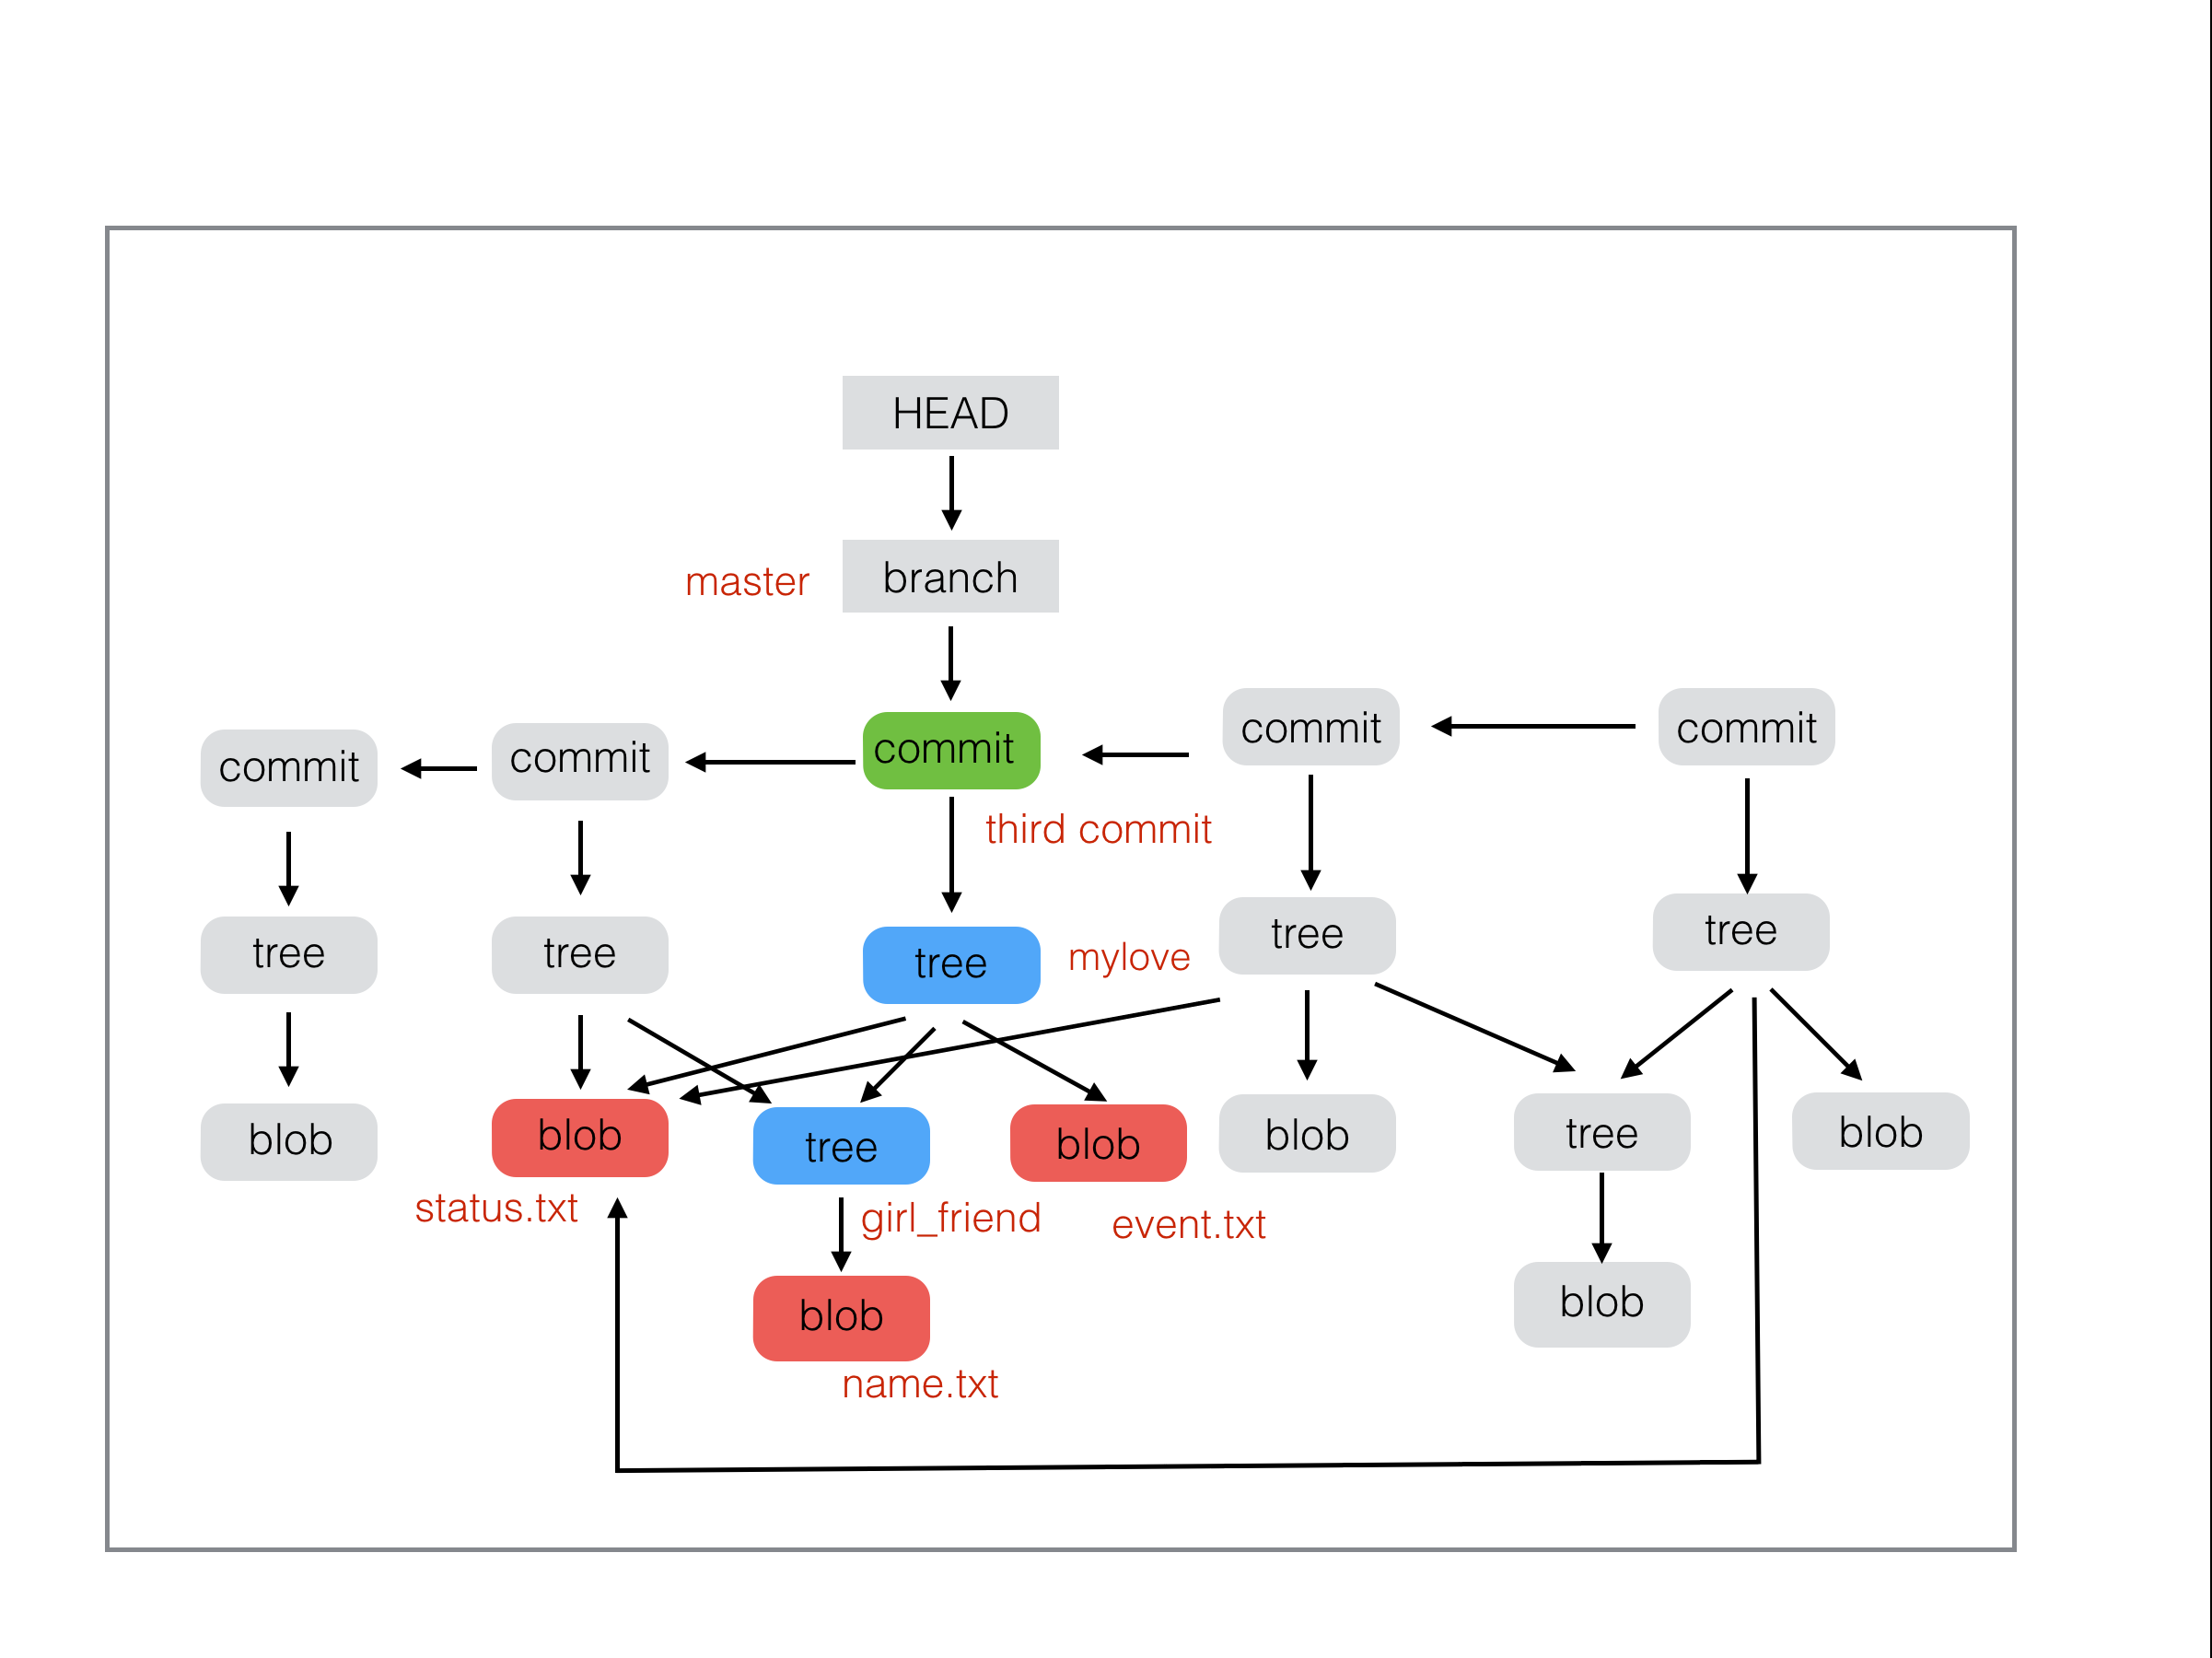 HEAD
master
branch
commit
commit
commit
commit
commit
third commit
tree
tree
tree
mylove
tree
tree
blob
blob
tree
blob
blob
tree
blob
status.txt
girl_friend
event.txt
blob
blob
name.txt